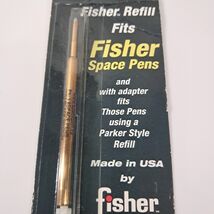 Fisher. Refill
Fits
Fisher
Space Pens
and
with adapter
fits
Those Pens
using a
Parker Style
Refill
Made in USA
by
fisher